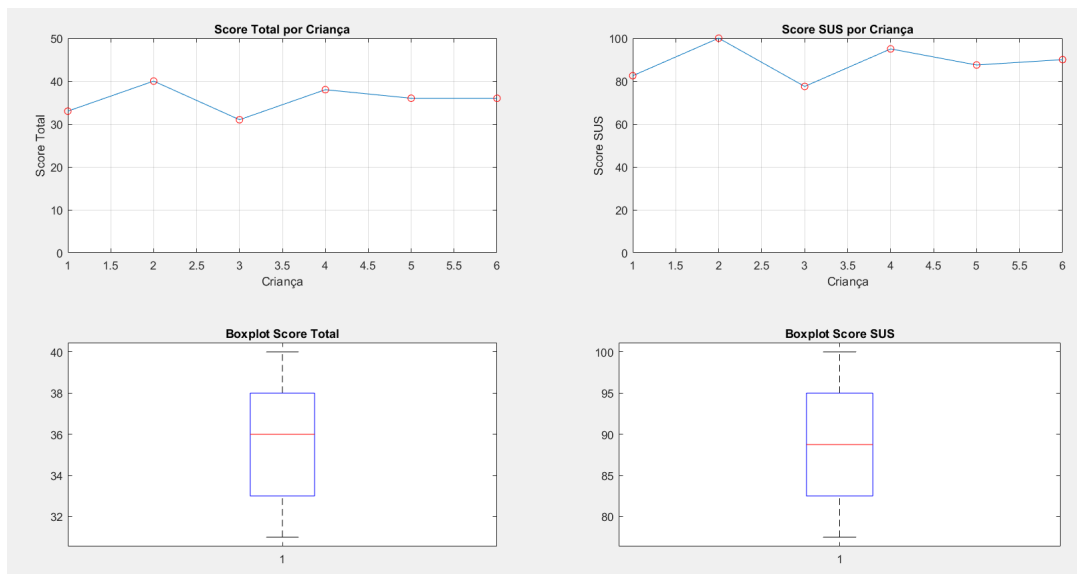 Score Total por Criança
50
40
30
20
10
0
Score Total
1 1.5 2 2.5 3 3.5 4 4.5 5 5.5 6
Criança
Score SUS por Criança
100
80
60
40
20
0
Score SUS
1 1.5 2 2.5 3 3.5 4 4.5 5 5.5 6
Criança
Boxplot Score Total
40
38
36
34
32
1
Boxplot Score SUS
100
95
90
85
80
1